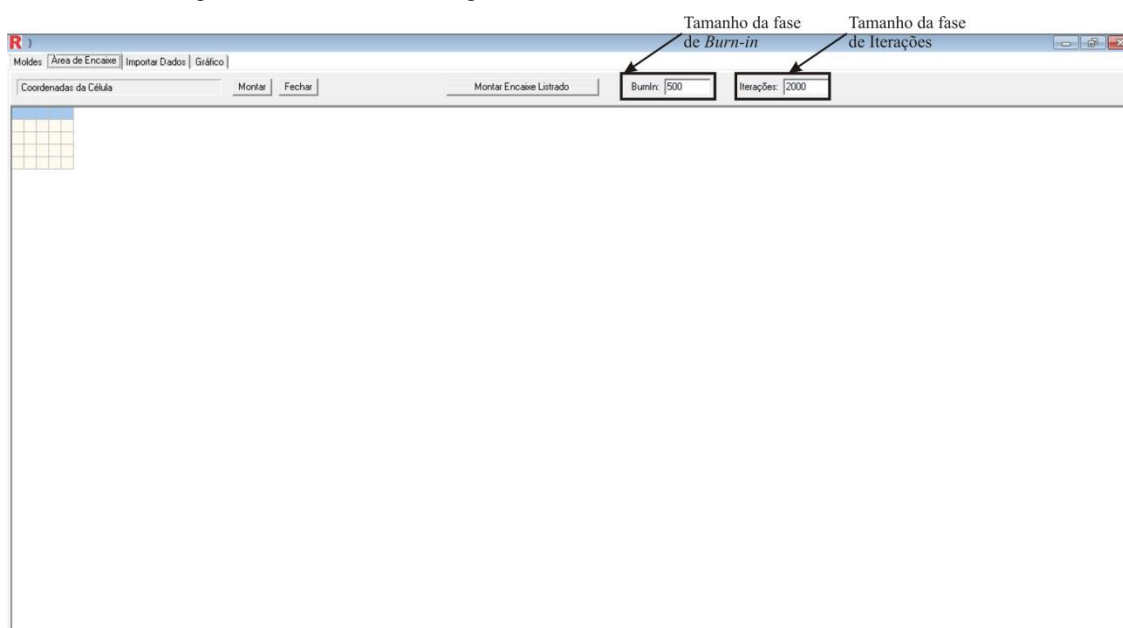 Tamanho da fase
de Burn-in
Tamanho da fase
de Iterações
R )
Moldes Área de Encaixe Importar Dados Gráfico
Coordenadas da Célula Montar Fechar Montar Encaixe Listrado BurnIn: 500 Iterações: 2000